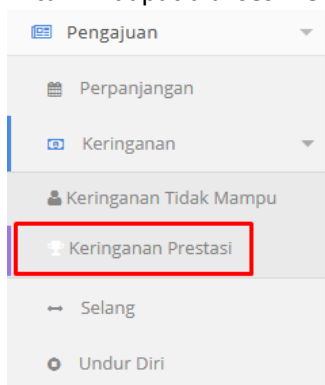 Pengajuan
Perpanjangan
Keringanan
Keringanan Tidak Mampu
Keringanan Prestasi
Selang
Undur Diri